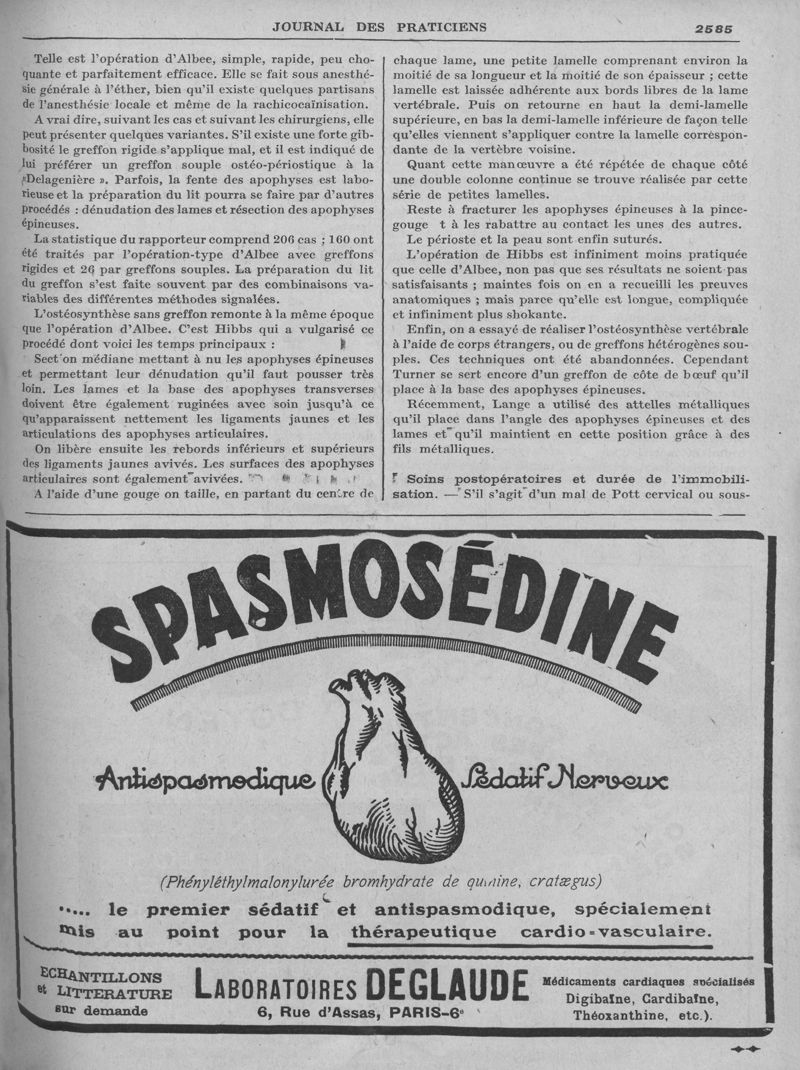 JOURNAL DES PRATICIENS
2585
Telle est l'opération d'Albee, simple, rapide, peu cho-
quante et parfaitement efficace. Elle se fait sous anesthé-
sie générale à l'éther, bien qu'il existe quelques partisans
de l'anesthésie locale et même de la rachicocaïnisation.
A vrai dire, suivant les cas et suivant les chirurgiens, elle
peut présenter quelques variantes. S'il existe une forte gib-
bosité le greffon rigide s'applique mal, et il est indiqué de
lui préférer un greffon souple ostéo-périostique à la
«Delagenière ». Parfois, la fente des apophyses est labo-
rieuse et la préparation du lit pourra se faire par d'autres
procédés : dénudation des lames et résection des apophyses
épineuses.
La statistique du rapporteur comprend 206 cas ; 160 ont
été traités par l'opération-type d'Albee avec greffons
rigides et 26 par greffons souples. La préparation du lit
du greffon s'est faite souvent par des combinaisons va-
riables des différentes méthodes signalées.
L'ostéosynthèse sans greffon remonte à la même époque
que l'opération d'Albee. C'est Hibbs qui a vulgarisé ce
procédé dont voici les temps principaux :
Sect on médiane mettant à nu les apophyses épineuses
et permettant leur dénudation qu'il faut pousser très
loin. Les lames et la base des apophyses transverses
doivent être également ruginées avec soin jusqu'à ce
qu'apparaissent nettement les ligaments jaunes et les
articulations des apophyses articulaires.
On libère ensuite les rebords inférieurs et supérieurs
des ligaments jaunes avivés. Les surfaces des apophyses
articulaires sont également avivées.
A l'aide d'une gouge on taille, en partant du centre de
chaque lame, une petite lamelle comprenant environ la
moitié de sa longueur et la moitié de son épaisseur ; cette
lamelle est laissée adhérente aux bords libres de la lame
vertébrale. Puis on retourne en haut la demi-lamelle
supérieure, en bas la demi-lamelle inférieure de façon telle
qu'elles viennent s'appliquer contre la lamelle correspon-
dante de la vertèbre voisine.
Quant cette manœuvre a été répétée de chaque côté
une double colonne continue se trouve réalisée par cette
série de petites lamelles.
Reste à fracturer les apophyses épineuses à la pince-
gouge t à les rabattre au contact les unes des autres.
Le périoste et la peau sont enfin suturés.
L'opération de Hibbs est infiniment moins pratiquée
que celle d'Albee, non pas que ses résultats ne soient pas
satisfaisants ; maintes fois on en a recueilli les preuves
anatomiques ; mais parce qu'elle est longue, compliquée
et infiniment plus shokante.
Enfin, on a essayé de réaliser l'ostéosynthèse vertébrale
à l'aide de corps étrangers, ou de greffons hétérogènes sou-
ples. Ces techniques ont été abandonnées. Cependant
Turner se sert encore d'un greffon de côte de bœuf qu'il
place à la base des apophyses épineuses.
Récemment, Lange a utilisé des attelles métalliques
qu'il place dans l'angle des apophyses épineuses et des
lames et qu'il maintient en cette position grâce à des
fils métalliques.
Soins postopératoires et durée de l'immobili-
sation. — S'il s'agit d'un mal de Pott cervical ou sous-
SPASMOSÉDINE
Antispasmodique Sédatif Nerveux
(Phényléthylmalonylurée bromhydrate de quinine, cratægus)
..... le premier sédatif et antispasmodique, spécialement
mis au point pour la thérapeutique cardio-vasculaire.
ECHANTILLONS
et LITTERATURE
sur demande
LABORATOIRES DEGLAUDE
6, Rue d'Assas, PARIS-6e
Médicaments cardiaques spécialisés
Digibaïne, Cardibaïne,
Théoxanthine, etc.).